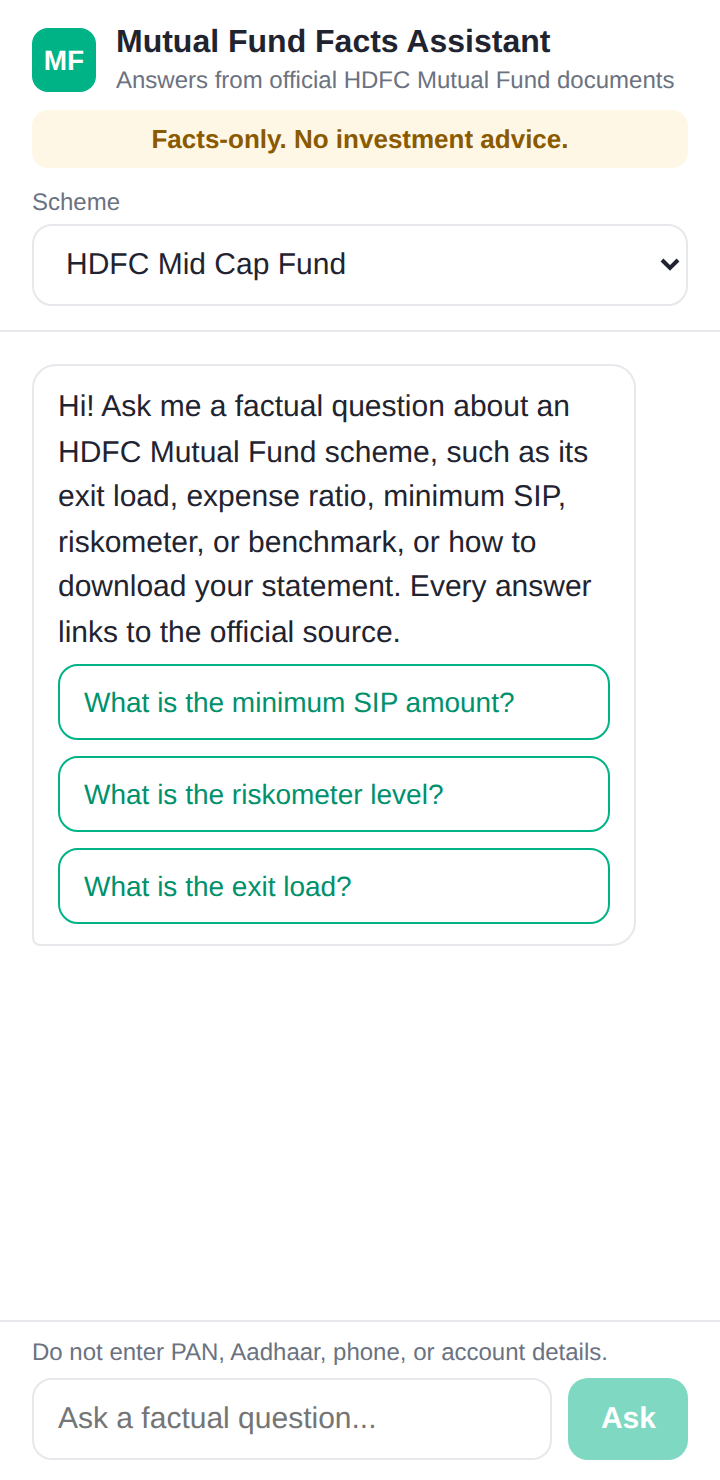 MF
Mutual Fund Facts Assistant
Answers from official HDFC Mutual Fund documents
Facts-only. No investment advice.
Scheme
HDFC Mid Cap Fund
Hi! Ask me a factual question about an
HDFC Mutual Fund scheme, such as its
exit load, expense ratio, minimum SIP,
riskometer, or benchmark, or how to
download your statement. Every answer
links to the official source.
What is the minimum SIP amount?
What is the riskometer level?
What is the exit load?
Do not enter PAN, Aadhaar, phone, or account details.
Ask a factual question...
Ask